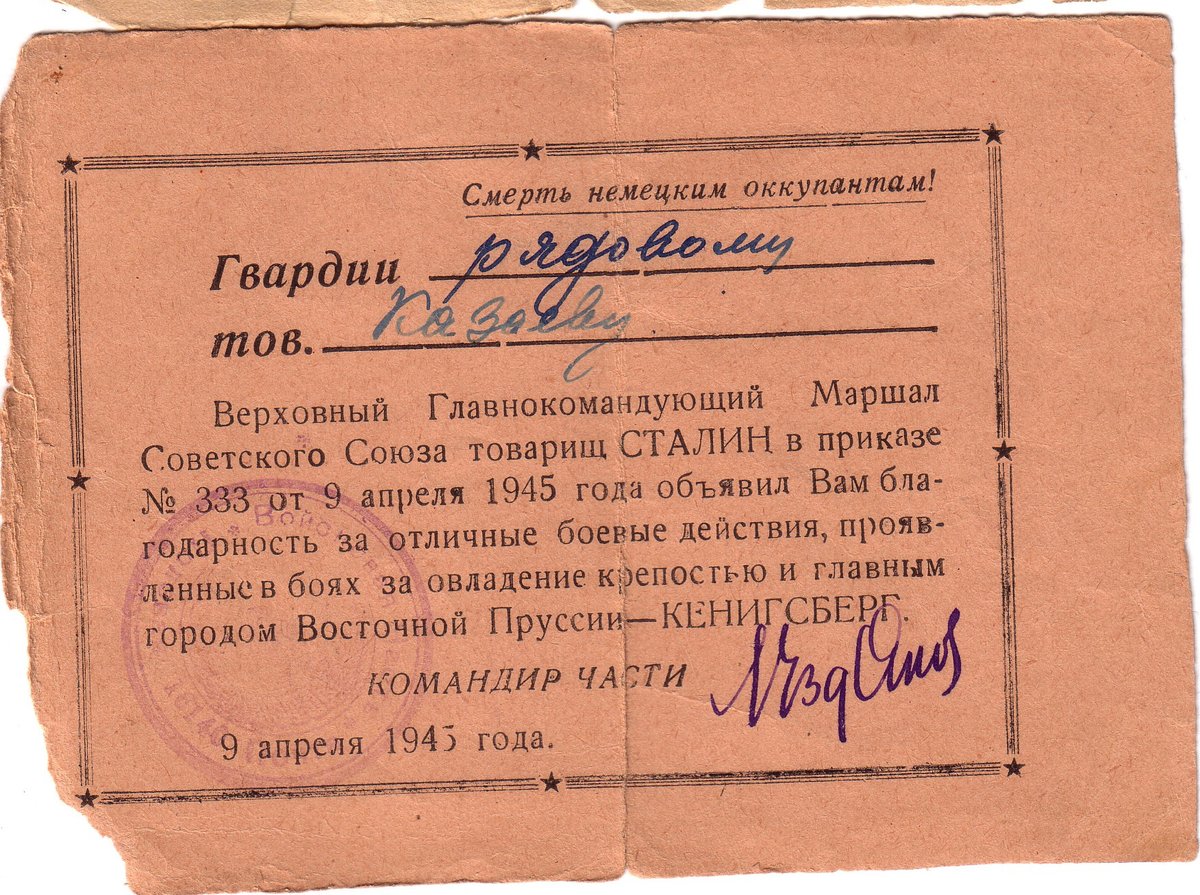 Смерть немецким оккупантам!
Гвардии рядовому
тов. Казаеву
Верховный Главнокомандующий Маршал
Советского Союза товарищ СТАЛИН в приказе
№ 333 от 9 апреля 1945 года объявил Вам бла-
годарность за отличные боевые действия, прояв-
ленные в боях за овладение крепостью и главным
городом Восточной Пруссии—КЕНИГСБЕРГ.
КОМАНДИР ЧАСТИ
9 апреля 1945 года.